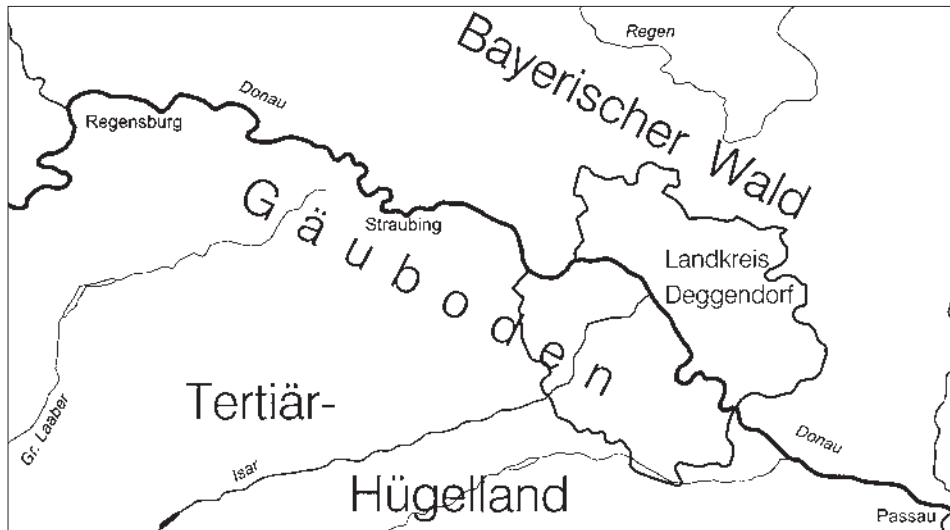 Regen
Bayerischer Wald
Donau
Regensburg
Gäuboden
Straubing
Landkreis
Deggendorf
Tertiär-
Gr. Laaber
Isar
Hügelland
Donau
Passau